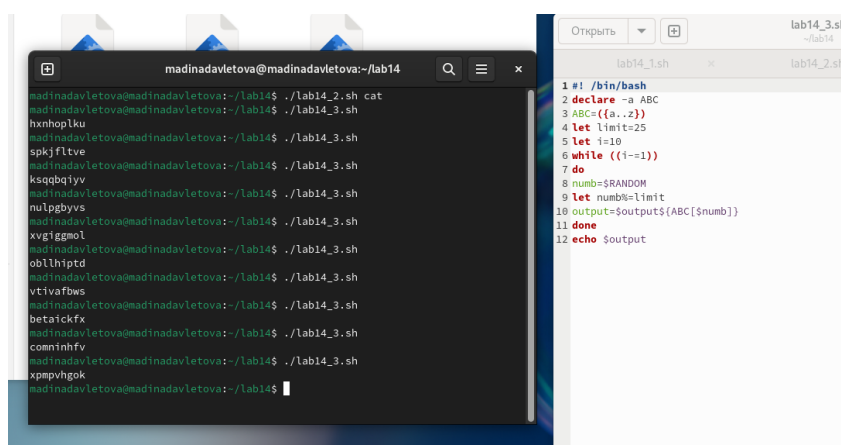 madinadavletova@madinadavletova:~/lab14
madinadavletova@madinadavletova:~/lab14$ ./lab14_2.sh cat
madinadavletova@madinadavletova:~/lab14$ ./lab14_3.sh
hxnhoplku
madinadavletova@madinadavletova:~/lab14$ ./lab14_3.sh
spkjfltve
madinadavletova@madinadavletova:~/lab14$ ./lab14_3.sh
ksqqbqiyv
madinadavletova@madinadavletova:~/lab14$ ./lab14_3.sh
nulpgbyvs
madinadavletova@madinadavletova:~/lab14$ ./lab14_3.sh
xvgiggmol
madinadavletova@madinadavletova:~/lab14$ ./lab14_3.sh
obllhiptd
madinadavletova@madinadavletova:~/lab14$ ./lab14_3.sh
vtivafbws
madinadavletova@madinadavletova:~/lab14$ ./lab14_3.sh
betaickfx
madinadavletova@madinadavletova:~/lab14$ ./lab14_3.sh
comninhfv
madinadavletova@madinadavletova:~/lab14$ ./lab14_3.sh
xpmpvhgok
madinadavletova@madinadavletova:~/lab14$
Открыть
lab14_3.s
~/lab14
lab14_1.sh
lab14_2.s
1 #! /bin/bash
2 declare -a ABC
3 ABC=({a..z})
4 let limit=25
5 let i=10
6 while ((i-=1))
7 do
8 numb=$RANDOM
9 let numb%=limit
10 output=$output${ABC[$numb]}
11 done
12 echo $output